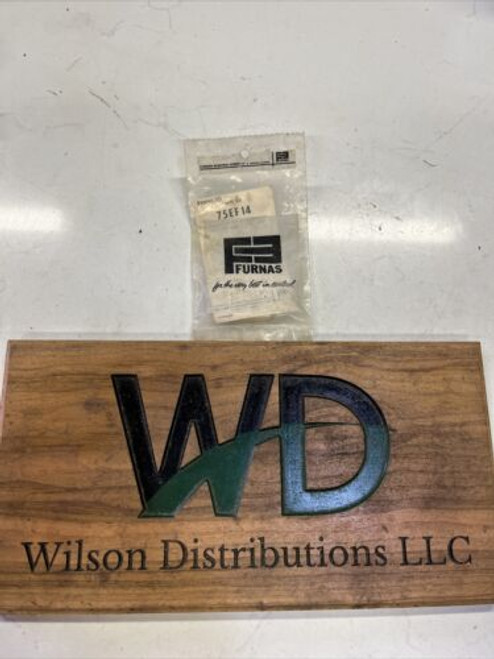 75EF14
FURNAS
for the very best in control
WD
Wilson Distributions LLC